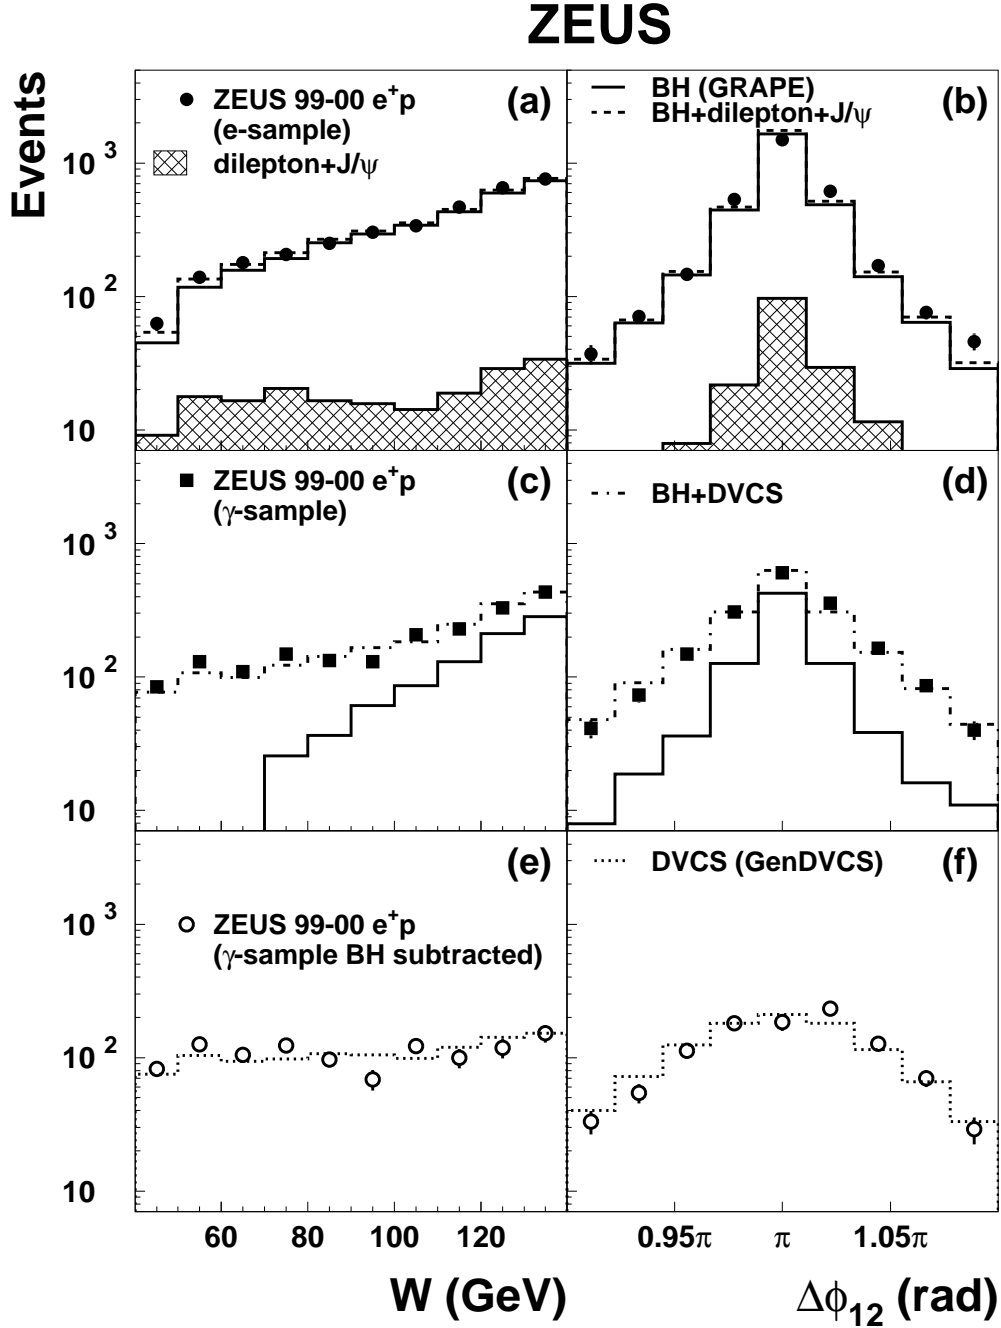 ZEUS
Events
ZEUS 99-00 e⁺p
(e-sample)
dilepton+J/ψ
(a)
BH (GRAPE)
BH+dilepton+J/ψ
(b)
10³
10²
10
ZEUS 99-00 e⁺p
(γ-sample)
(c)
BH+DVCS
(d)
10³
10²
10
(e)
DVCS (GenDVCS)
(f)
ZEUS 99-00 e⁺p
(γ-sample BH subtracted)
10³
10²
10
60 80 100 120
0.95π π 1.05π
W (GeV)
Δϕ₁₂ (rad)